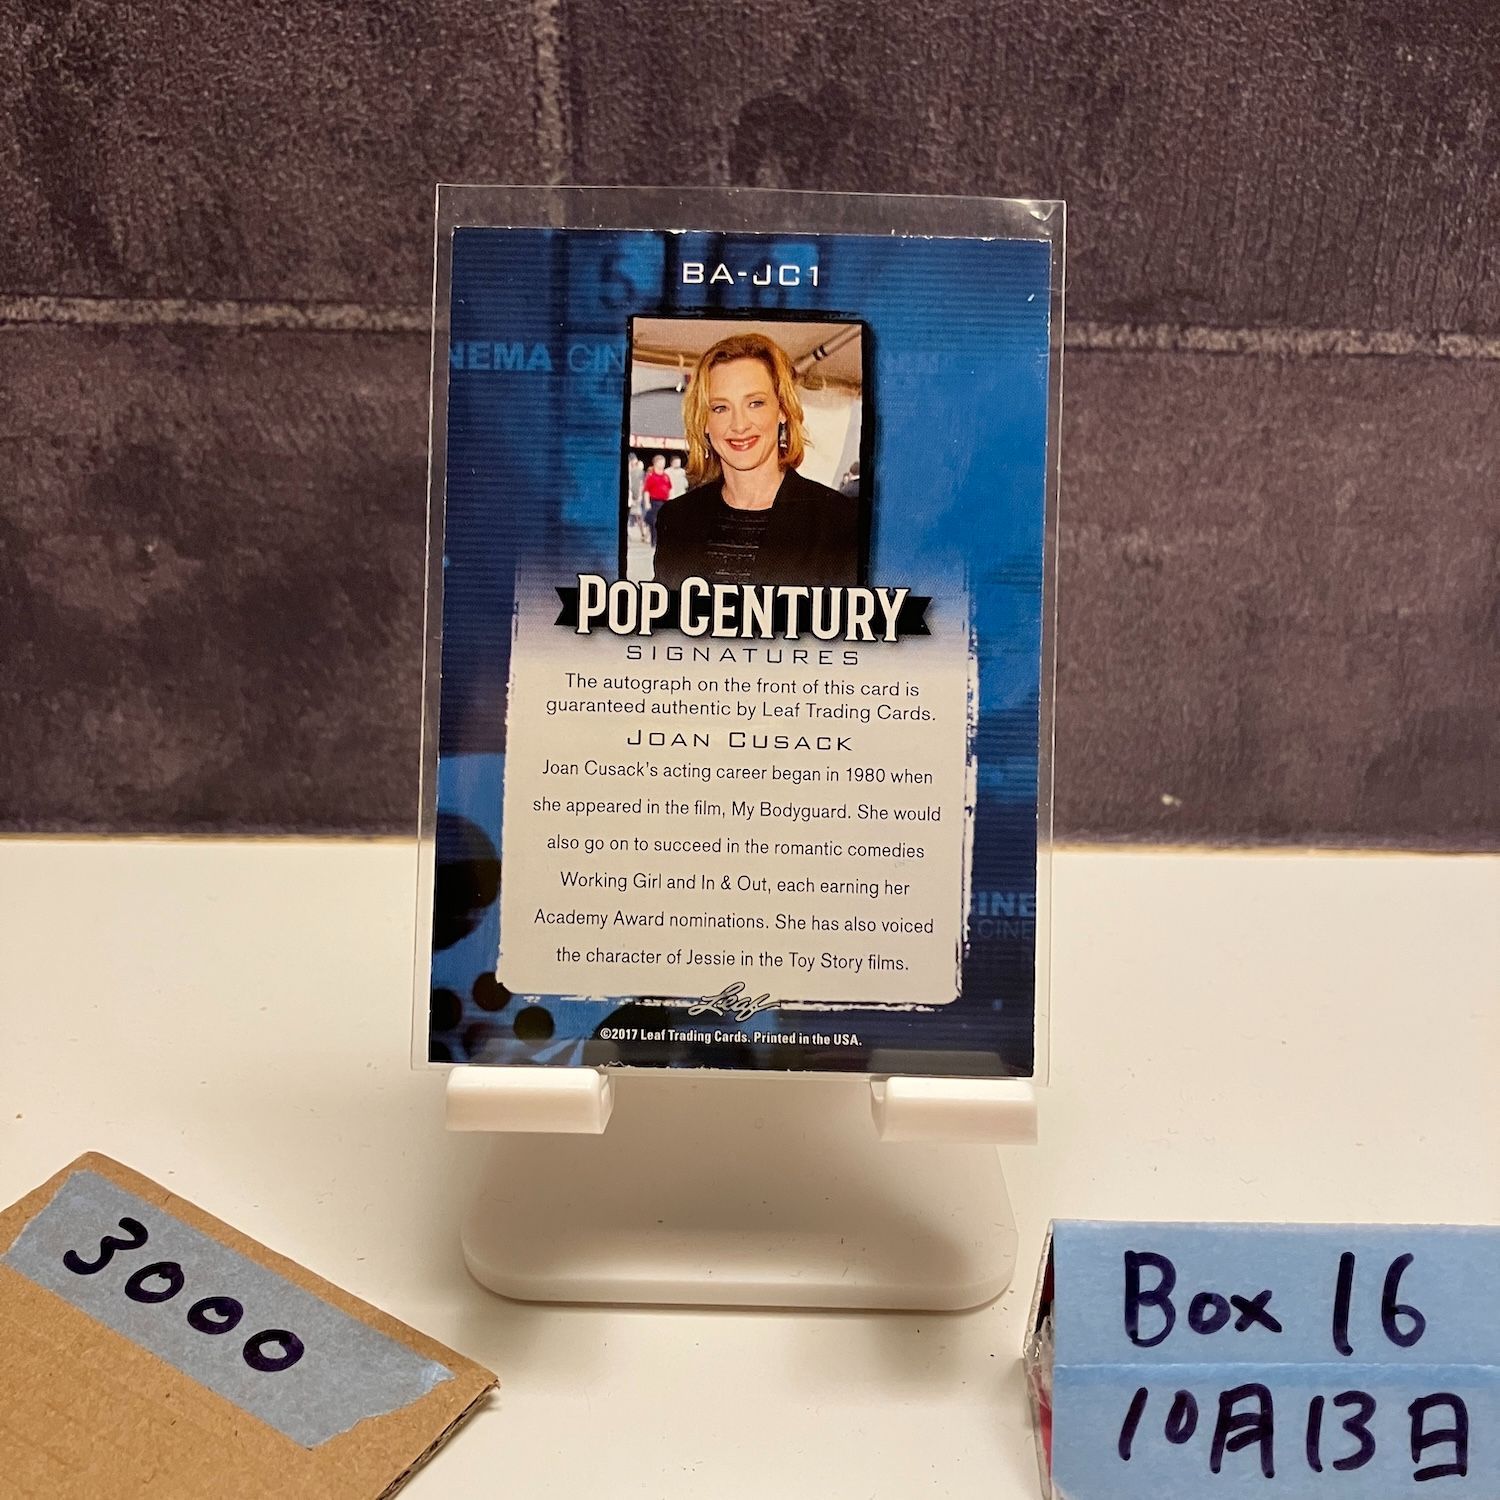 BA-JC1
NEMA CIN
POP CENTURY
SIGNATURES
The autograph on the front of this card is
guaranteed authentic by Leaf Trading Cards.
JOAN CUSACK
Joan Cusack's acting career began in 1980 when
she appeared in the film, My Bodyguard. She would
also go on to succeed in the romantic comedies
Working Girl and In & Out, each earning her
Academy Award nominations. She has also voiced
the character of Jessie in the Toy Story films.
CINE
CINE
Leaf
©2017 Leaf Trading Cards. Printed in the USA.
3000
Box 16
10月13日